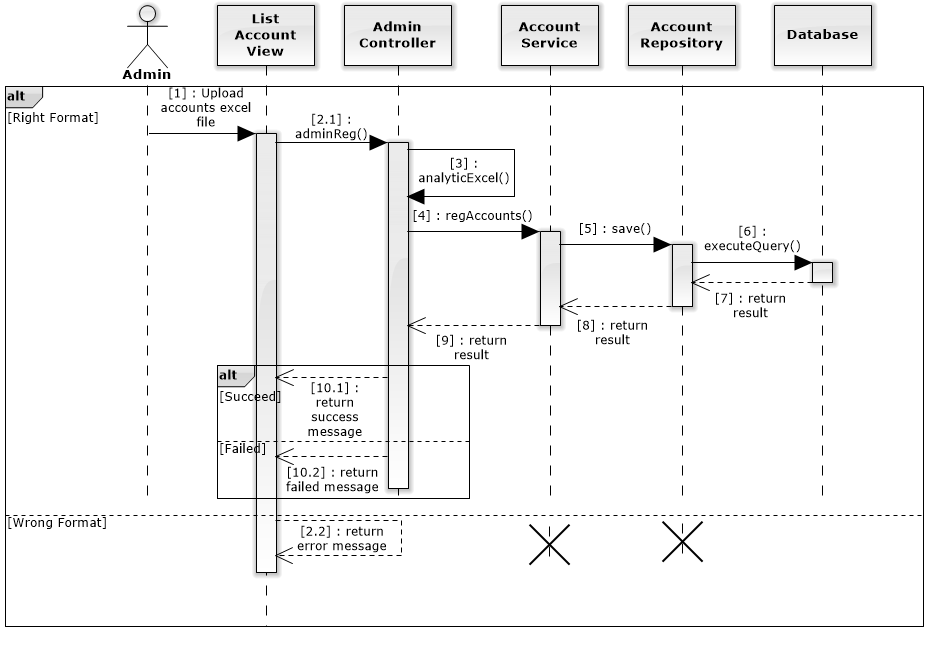 List
Account
View
Admin
Controller
Account
Service
Account
Repository
Database
Admin
alt
[Right Format]
[1] : Upload
accounts excel
file
[2.1] :
adminReg()
[3] :
analyticExcel()
[4] : regAccounts()
[5] : save()
[6] :
executeQuery()
[7] : return
result
[8] : return
result
[9] : return
result
alt
[Succeed]
[10.1] :
return
success
message
[Failed]
[10.2] : return
failed message
[Wrong Format]
[2.2] : return
error message